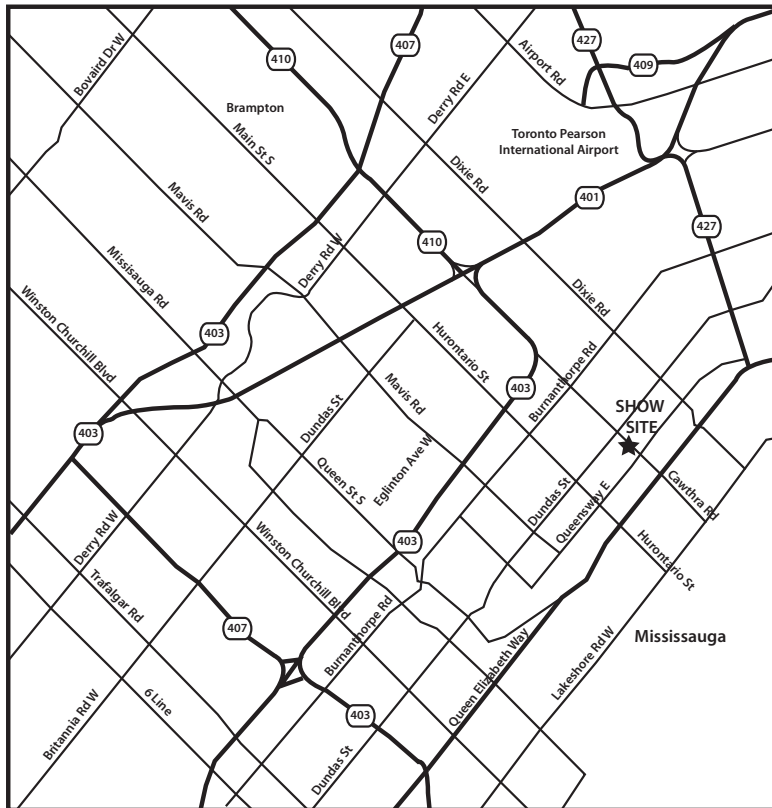 410
407
427
Airport Rd
409
Bovaird Dr W
Brampton
Main St S
Derry Rd E
Toronto Pearson
International Airport
Dixie Rd
401
Mavis Rd
410
427
Derry Rd W
Missisauga Rd
Dixie Rd
Winston Churchill Blvd
403
Hurontario St
Burnanthorpe Rd
403
Mavis Rd
Dundas St
SHOW
SITE
403
Queen St S
Eglinton Ave W
Dundas St
Queensway E
Cawthra Rd
403
Derry Rd W
Winston Churchill Blvd
Hurontario St
Trafalgar Rd
Burnanthorpe Rd
407
Mississauga
Queen Elizabeth Way
Lakeshore Rd W
6 Line
403
Britannia Rd W
Dundas St